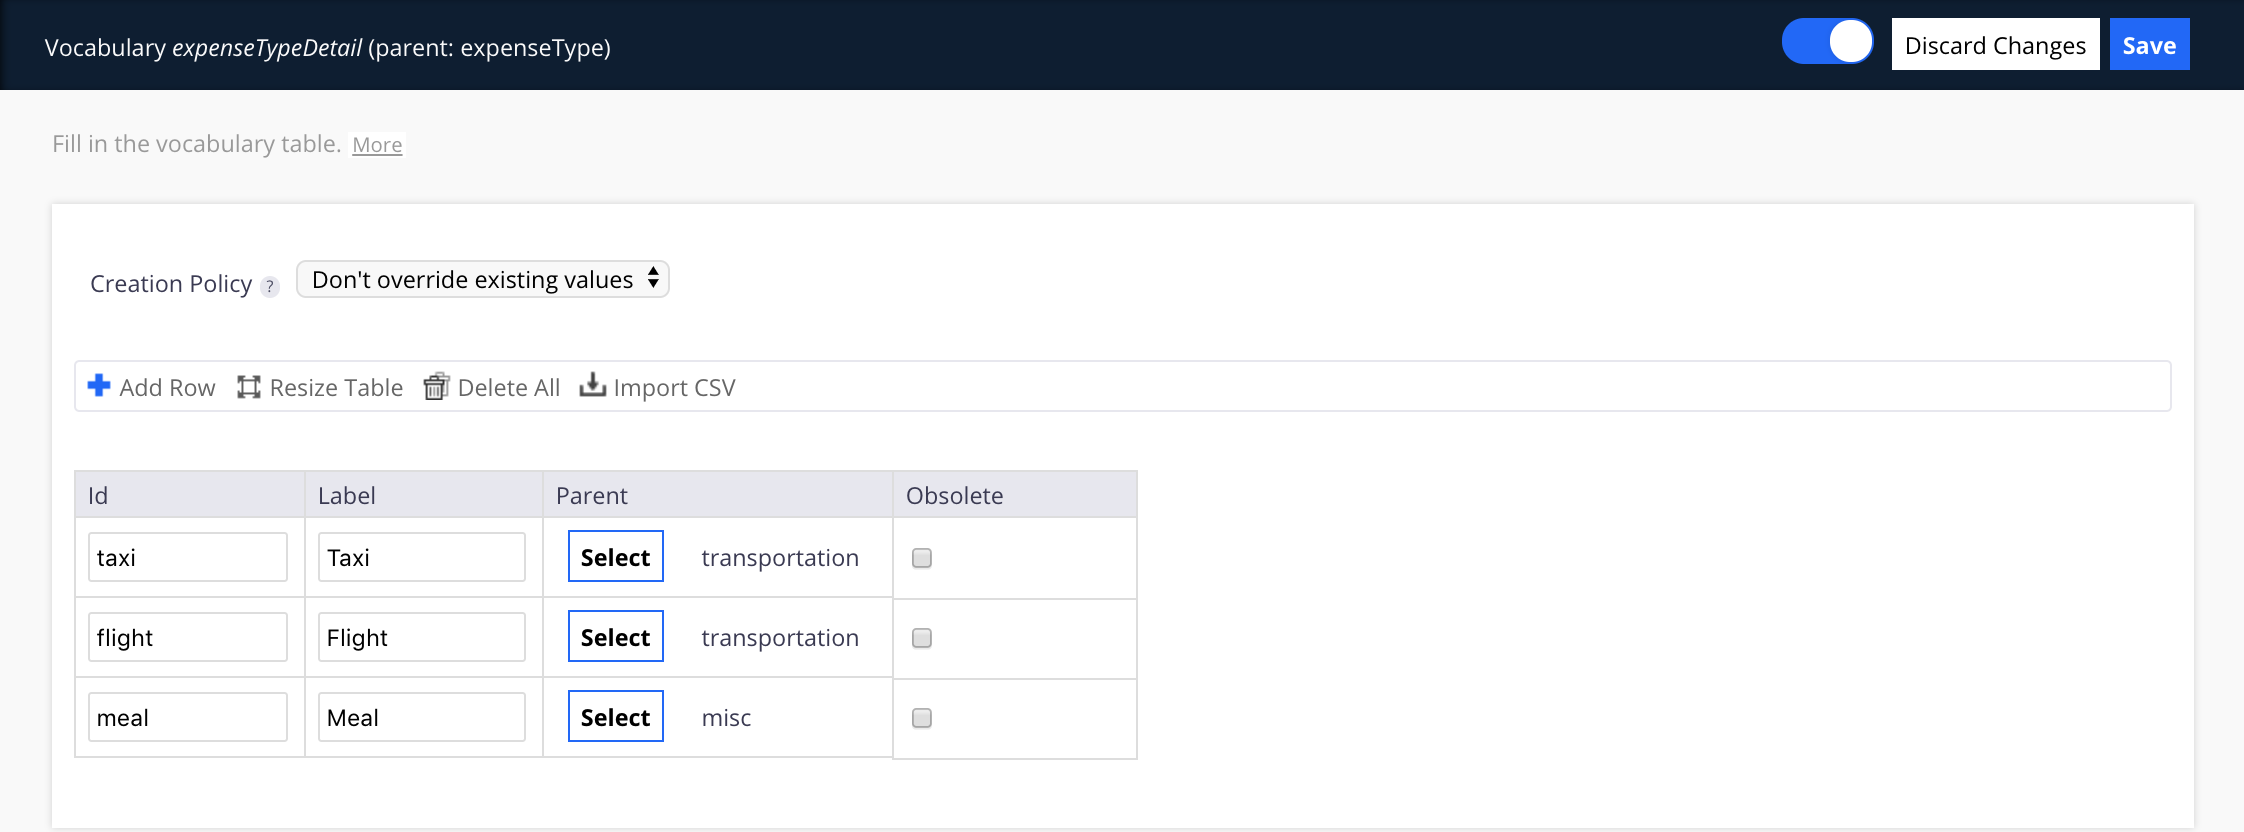 Vocabulary expenseTypeDetail (parent: expenseType)
Discard Changes
Save
Fill in the vocabulary table. More
Creation Policy ? Don't override existing values
Add Row Resize Table Delete All Import CSV
Id Label Parent Obsolete
taxi Taxi Select transportation
flight Flight Select transportation
meal Meal Select misc